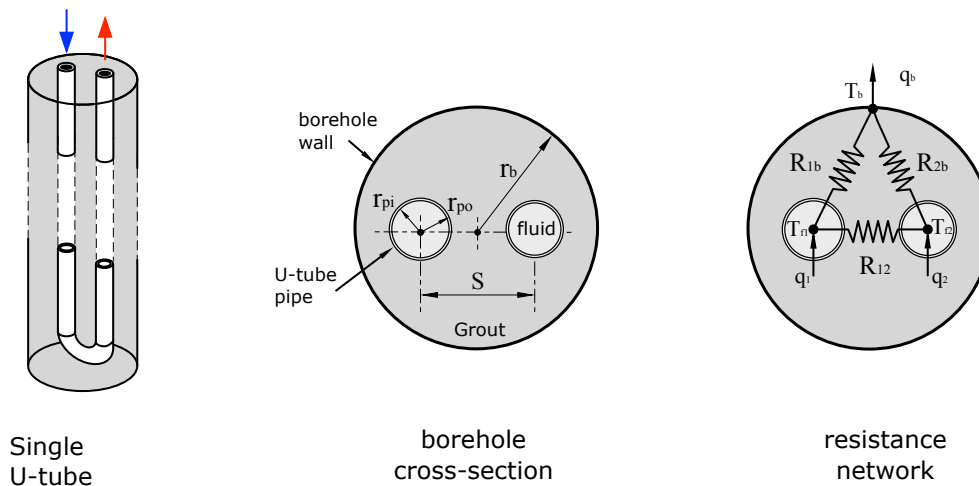 borehole
wall
r_b
r_pi
r_po
fluid
U-tube
pipe
S
Grout
T_b
q_b
R_1b
R_2b
T_f1
T_f2
R_12
q_1
q_2
Single
U-tube
borehole
cross-section
resistance
network